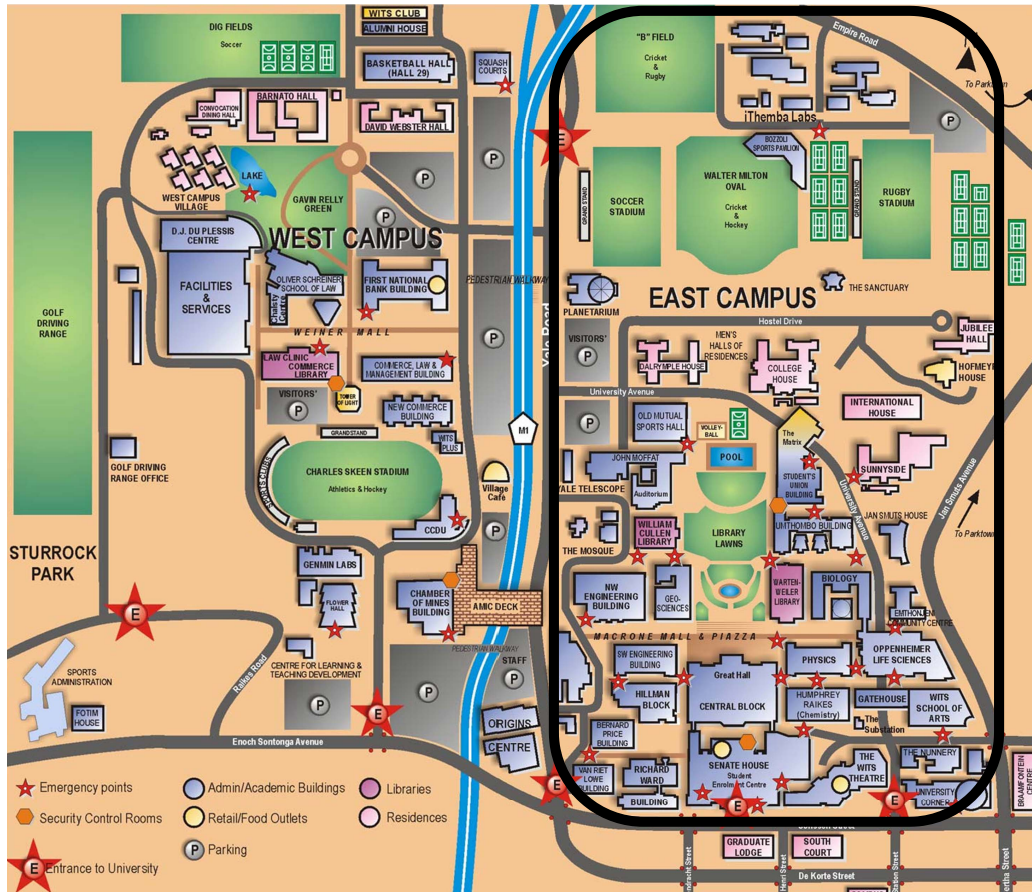 DIG FIELDS
Soccer
WITS CLUB
ALUMNI HOUSE
BASKETBALL HALL
(HALL 29)
SQUASH
COURTS
"B" FIELD
Cricket
&
Rugby
Empire Road
To Parktown
iThemba Labs
CONVOCATION
DINING HALL
BARNATO HALL
DAVID WEBSTER HALL
P
P
P
P
E
BOZZOLI
SPORTS PAVILION
WEST CAMPUS
VILLAGE
LAKE
GAVIN RELLY
GREEN
GRAND STAND
SOCCER
STADIUM
WALTER MILTON
OVAL
Cricket
&
Hockey
GRAND STAND
RUGBY
STADIUM
D.J. DU PLESSIS
CENTRE
WEST CAMPUS
FACILITIES
&
SERVICES
OLIVER SCHREINER
SCHOOL OF LAW
Chalsty
Centre
FIRST NATIONAL
BANK BUILDING
PEDESTRIAN WALKWAY
Yale Road
PLANETARIUM
EAST CAMPUS
THE SANCTUARY
GOLF
DRIVING
RANGE
WEINER MALL
LAW CLINIC
COMMERCE
LIBRARY
COMMERCE, LAW &
MANAGEMENT BUILDING
VISITORS'
P
TOWER
OF LIGHT
NEW COMMERCE
BUILDING
WITS
PLUS
GRANDSTAND
VISITORS'
P
Hostel Drive
MEN'S
HALLS OF
RESIDENCES
DALRYMPLE HOUSE
COLLEGE
HOUSE
JUBILEE
HALL
HOFMEYR
HOUSE
University Avenue
P
INTERNATIONAL
HOUSE
M1
OLD MUTUAL
SPORTS HALL
VOLLEY-
BALL
The
Matrix
POOL
GOLF DRIVING
RANGE OFFICE
CHARLES SKEEN STADIUM
Athletics & Hockey
Village
Café
JOHN MOFFAT
YALE TELESCOPE
Auditorium
STUDENT'S
UNION
BUILDING
SUNNYSIDE
University Avenue
Jan Smuts Avenue
To Parktown
CCDU
P
WILLIAM
CULLEN
LIBRARY
LIBRARY
LAWNS
UMTHOMBO BUILDING
JAN SMUTS HOUSE
THE MOSQUE
STURROCK
PARK
GENMIN LABS
FLOWER
HALL
CHAMBER
OF MINES
BUILDING
AMIC DECK
NW
ENGINEERING
BUILDING
GEO-
SCIENCES
WARTEN-
WEILER
LIBRARY
BIOLOGY
EMTHONJENI
COMMUNITY CENTRE
E
MACRONE MALL & PIAZZA
PEDESTRIAN WALKWAY
SPORTS
ADMINISTRATION
Raikes Road
CENTRE FOR LEARNING &
TEACHING DEVELOPMENT
STAFF
P
P
P
E
SW ENGINEERING
BUILDING
Great Hall
PHYSICS
OPPENHEIMER
LIFE SCIENCES
FOTIM
HOUSE
HILLMAN
BLOCK
CENTRAL BLOCK
HUMPHREY
RAIKES
(Chemistry)
GATEHOUSE
WITS
SCHOOL OF
ARTS
ORIGINS
CENTRE
BERNARD
PRICE
BUILDING
The
Substation
Enoch Sontonga Avenue
SENATE HOUSE
Student
Enrolment Centre
THE
WITS
THEATRE
THE NUNNERY
UNIVERSITY
CORNER
VAN RIET
LOWE
BUILDING
RICHARD
WARD
BUILDING
BRAAMFONTEIN
CENTRE
E
E
E
Emergency points
Admin/Academic Buildings
Libraries
Security Control Rooms
Retail/Food Outlets
Residences
P
Parking
E
Entrance to University
GRADUATE
LODGE
SOUTH
COURT
De Korte Street